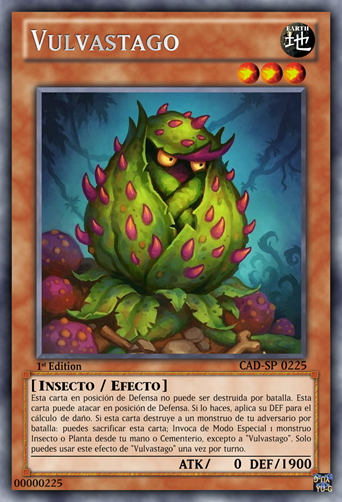 VULVASTAGO
EARTH
地
1st Edition
CAD-SP 0225
[INSECTO / EFECTO]
Esta carta en posición de Defensa no puede ser destruida por batalla. Esta
carta puede atacar en posición de Defensa. Si lo haces, aplica su DEF para el
cálculo de daño. Si esta carta destruye a un monstruo de tu adversario por
batalla: puedes sacrificar esta carta; Invoca de Modo Especial 1 monstruo
Insecto o Planta desde tu mano o Cementerio, excepto a "Vulvastago". Solo
puedes usar este efecto de "Vulvastago" una vez por turno.
ATK/ 0 DEF/1900
00000225